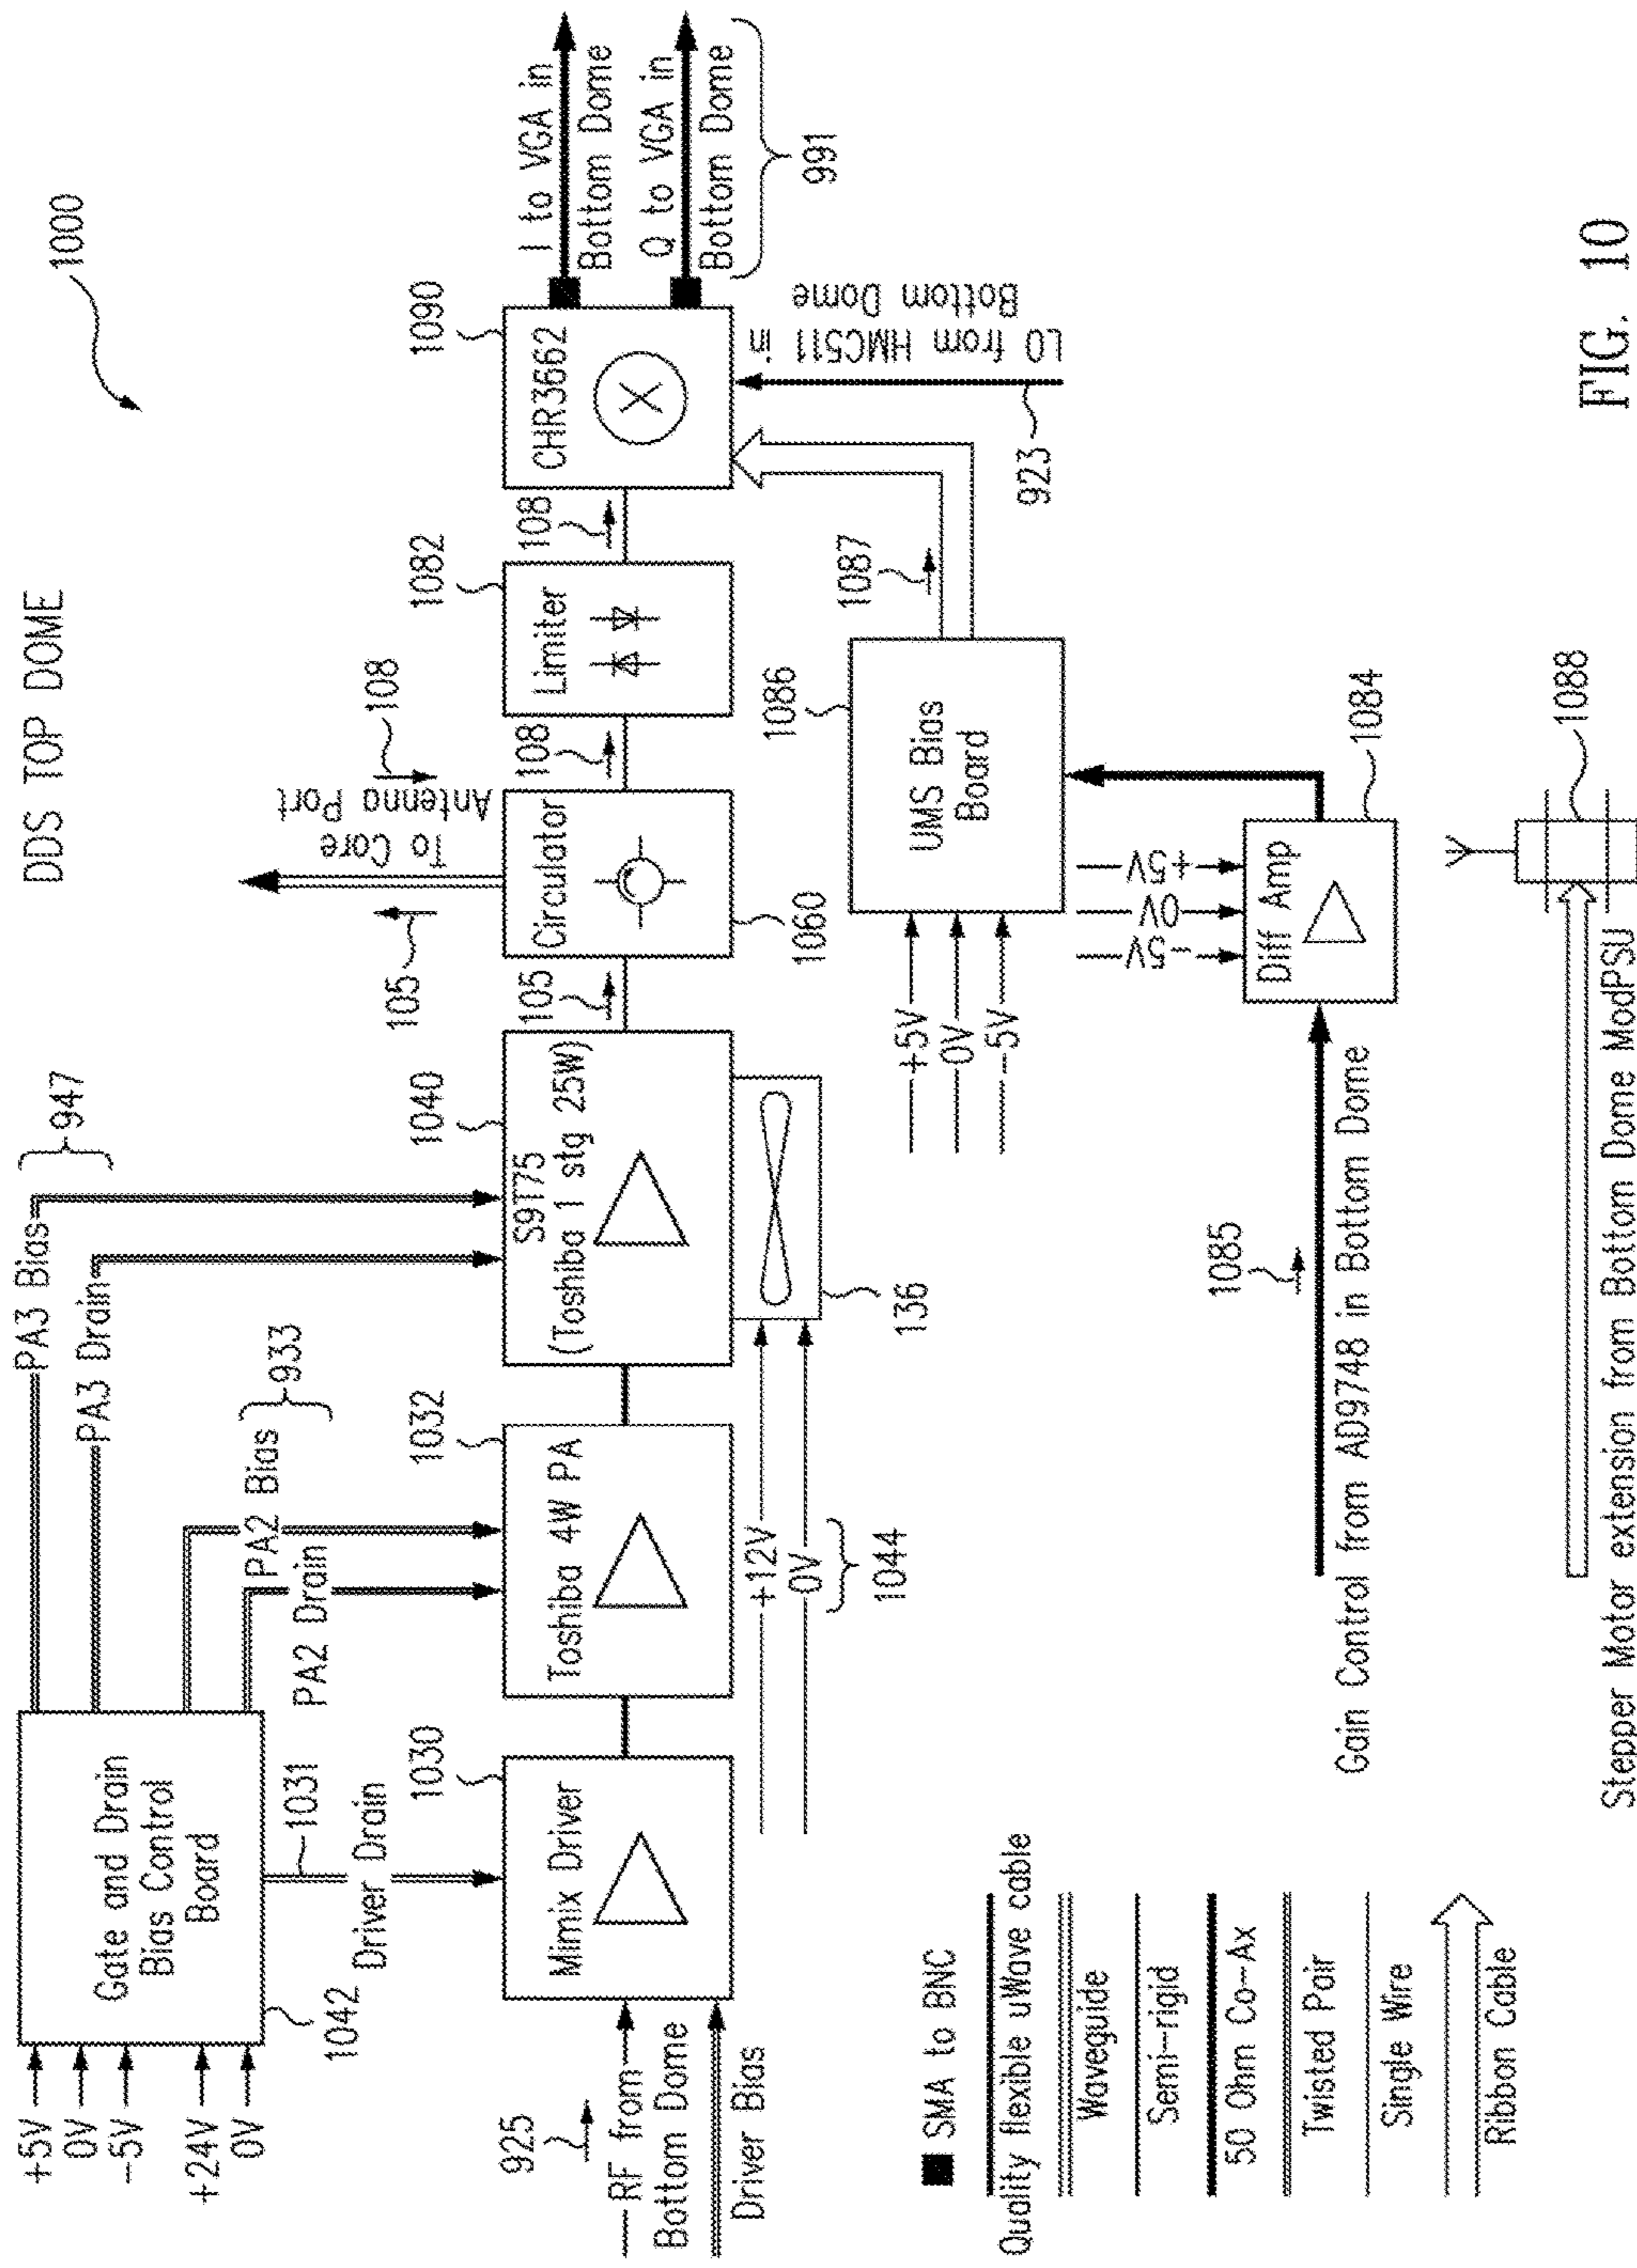 DDS TOP DOME
1000
+5V
0V
-5V
+24V
0V
Gate and Drain
Bias Control
Board
1042
PA3 Bias
947
PA3 Drain
PA2 Bias
933
PA2 Drain
1031
Driver Drain
925
RF from
Bottom Dome
Driver Bias
1030
Mimix Driver
1032
Toshiba 4W PA
1040
S9T75
(Toshiba 1 stg 25W)
136
+12V
0V
1044
105
105
To Core
Antenna Port
108
Circulator
1060
108
1082
Limiter
108
1090
CHR3662
I to VGA in
Bottom Dome
Q to VGA in
Bottom Dome
991
LO from HMC511 in
Bottom Dome
923
1087
1086
UMS Bias
Board
+5V
0V
-5V
-5V
0V
+5V
1084
Diff Amp
1085
Gain Control from AD9748 in Bottom Dome
1088
Stepper Motor extension from Bottom Dome ModPSU
SMA to BNC
Quality flexible uWave cable
Waveguide
Semi-rigid
50 Ohm Co-Ax
Twisted Pair
Single Wire
Ribbon Cable
FIG. 10